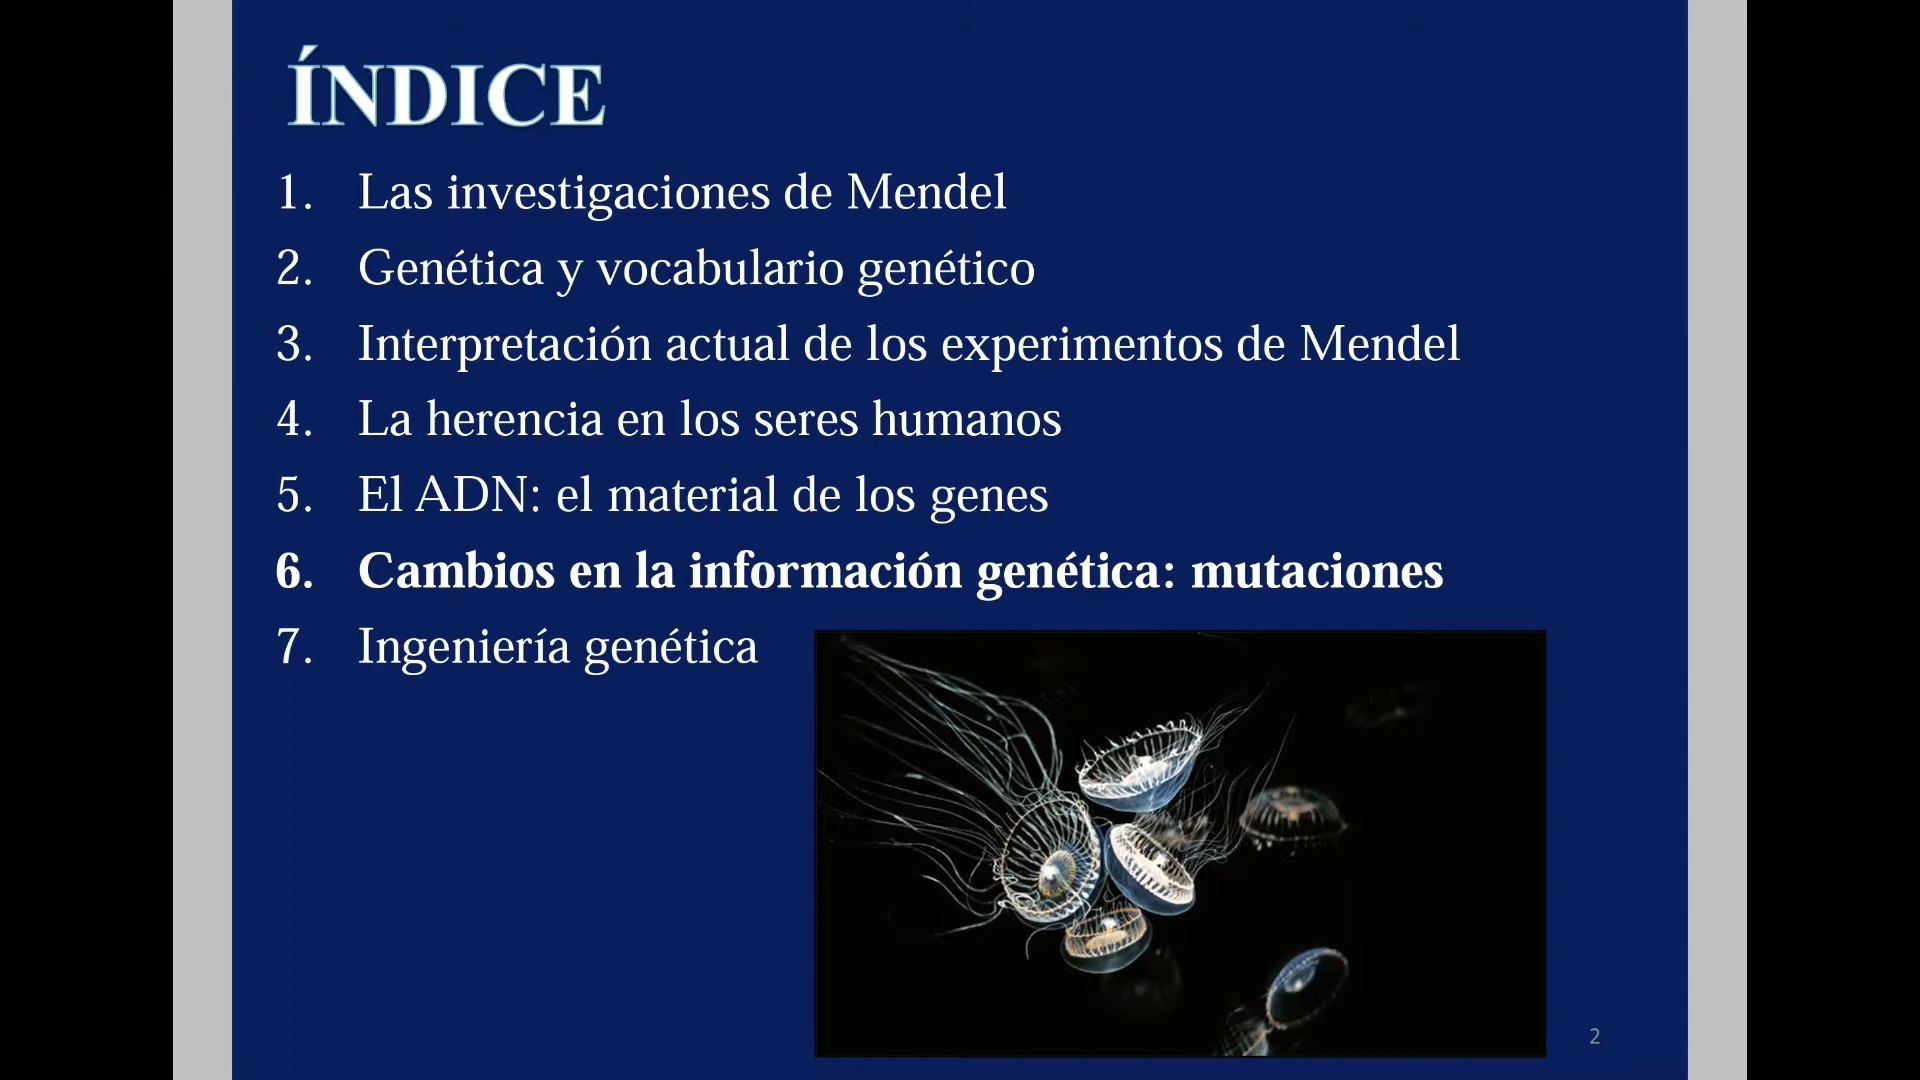 ÍNDICE
1. Las investigaciones de Mendel
2. Genética y vocabulario genético
3. Interpretación actual de los experimentos de Mendel
4. La herencia en los seres humanos
5. El ADN: el material de los genes
6. Cambios en la información genética: mutaciones
7. Ingeniería genética
2